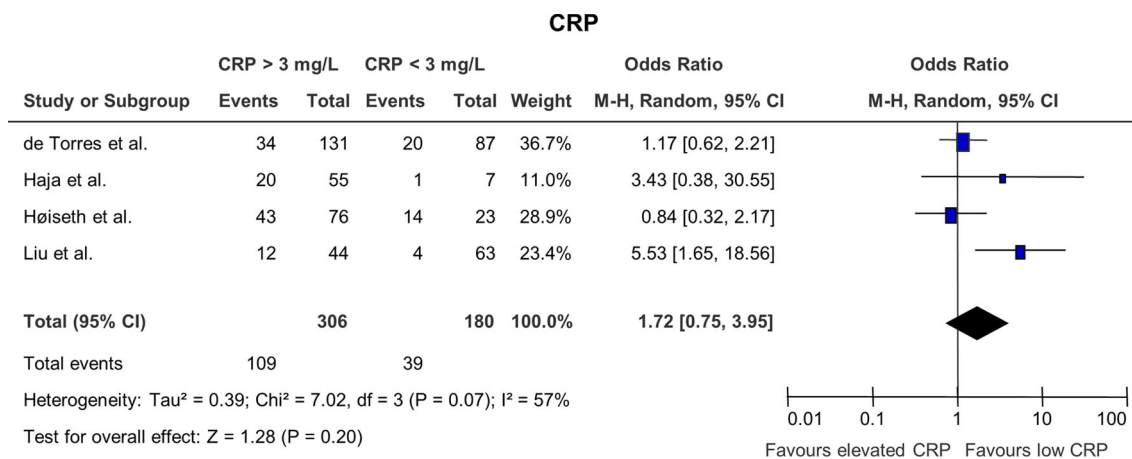 CRP
CRP > 3 mg/L CRP < 3 mg/L Odds Ratio Odds Ratio
Study or Subgroup Events Total Events Total Weight M-H, Random, 95% CI M-H, Random, 95% CI
de Torres et al. 34 131 20 87 36.7% 1.17 [0.62, 2.21]
Haja et al. 20 55 1 7 11.0% 3.43 [0.38, 30.55]
Høiseth et al. 43 76 14 23 28.9% 0.84 [0.32, 2.17]
Liu et al. 12 44 4 63 23.4% 5.53 [1.65, 18.56]
Total (95% CI) 306 180 100.0% 1.72 [0.75, 3.95]
Total events 109 39
Heterogeneity: Tau² = 0.39; Chi² = 7.02, df = 3 (P = 0.07); I² = 57%
Test for overall effect: Z = 1.28 (P = 0.20)
0.01 0.1 1 10 100
Favours elevated CRP Favours low CRP